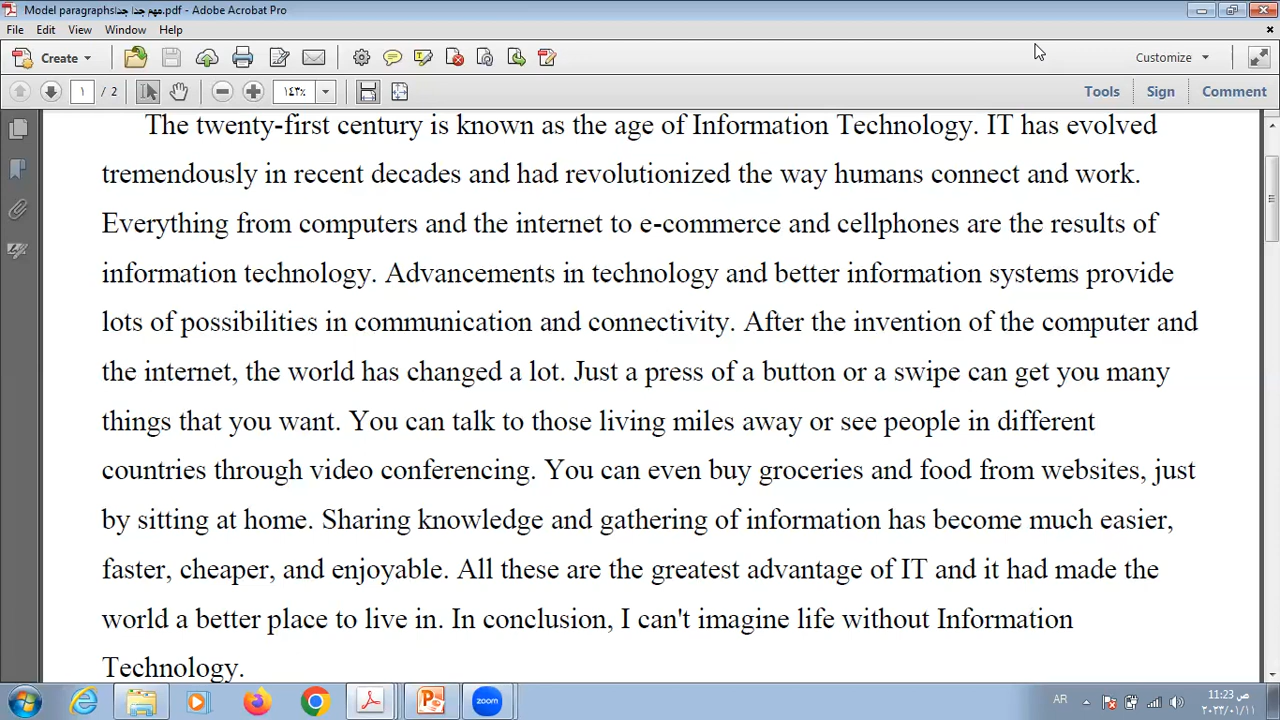 Model paragraphsمهم جدا جدا.pdf - Adobe Acrobat Pro
File Edit View Window Help
Create Customize
١ / 2 ١٤٣٪ Tools Sign Comment
The twenty-first century is known as the age of Information Technology. IT has evolved
tremendously in recent decades and had revolutionized the way humans connect and work.
Everything from computers and the internet to e-commerce and cellphones are the results of
information technology. Advancements in technology and better information systems provide
lots of possibilities in communication and connectivity. After the invention of the computer and
the internet, the world has changed a lot. Just a press of a button or a swipe can get you many
things that you want. You can talk to those living miles away or see people in different
countries through video conferencing. You can even buy groceries and food from websites, just
by sitting at home. Sharing knowledge and gathering of information has become much easier,
faster, cheaper, and enjoyable. All these are the greatest advantage of IT and it had made the
world a better place to live in. In conclusion, I can't imagine life without Information
Technology.
zoom AR 11:23 ص
٢٠٢٣/٠١/١١